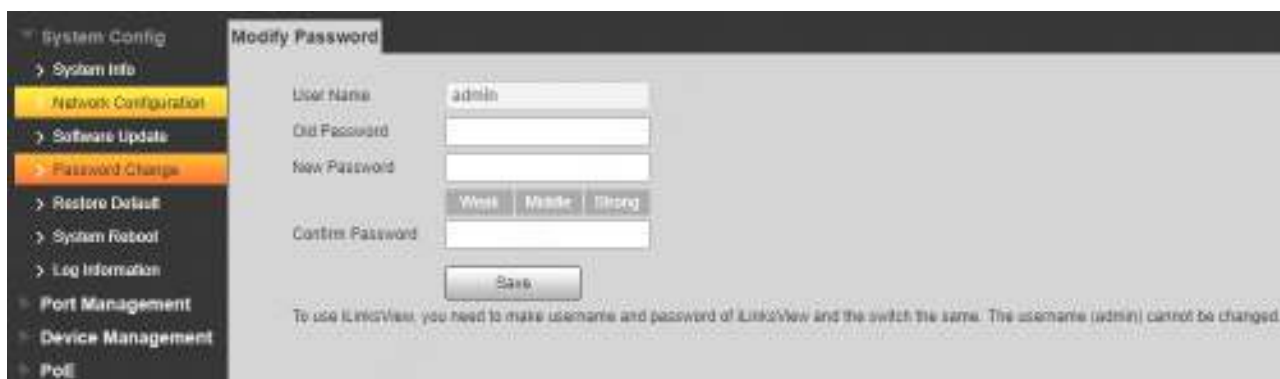 System Config
System Info
Network Configuration
Software Update
Password Change
Restore Default
System Reboot
Log Information
Port Management
Device Management
PoE
Modify Password
User Name admin
Old Password
New Password
Weak Middle Strong
Confirm Password
Save
To use iLinksView, you need to make username and password of iLinksView and the switch the same. The username (admin) cannot be changed.